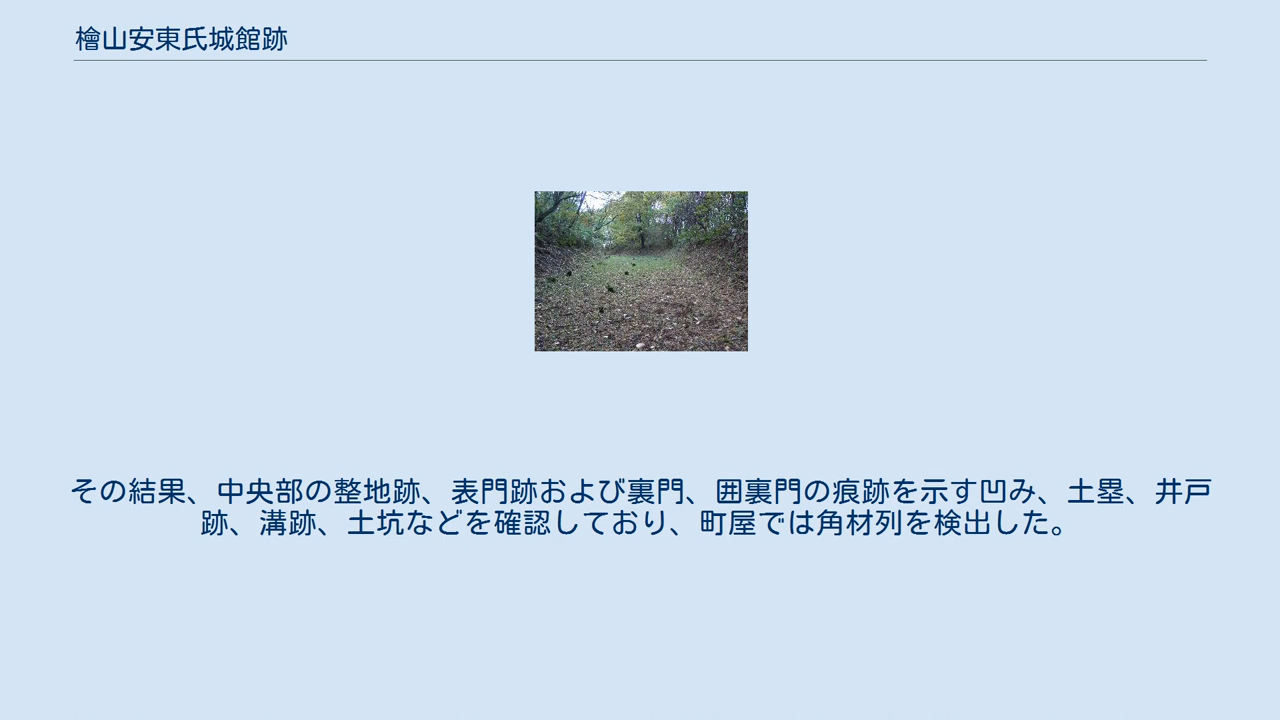 檜山安東氏城館跡
その結果、中央部の整地跡、表門跡および裏門、囲裏門の痕跡を示す凹み、土塁、井戸
跡、溝跡、土坑などを確認しており、町屋では角材列を検出した。